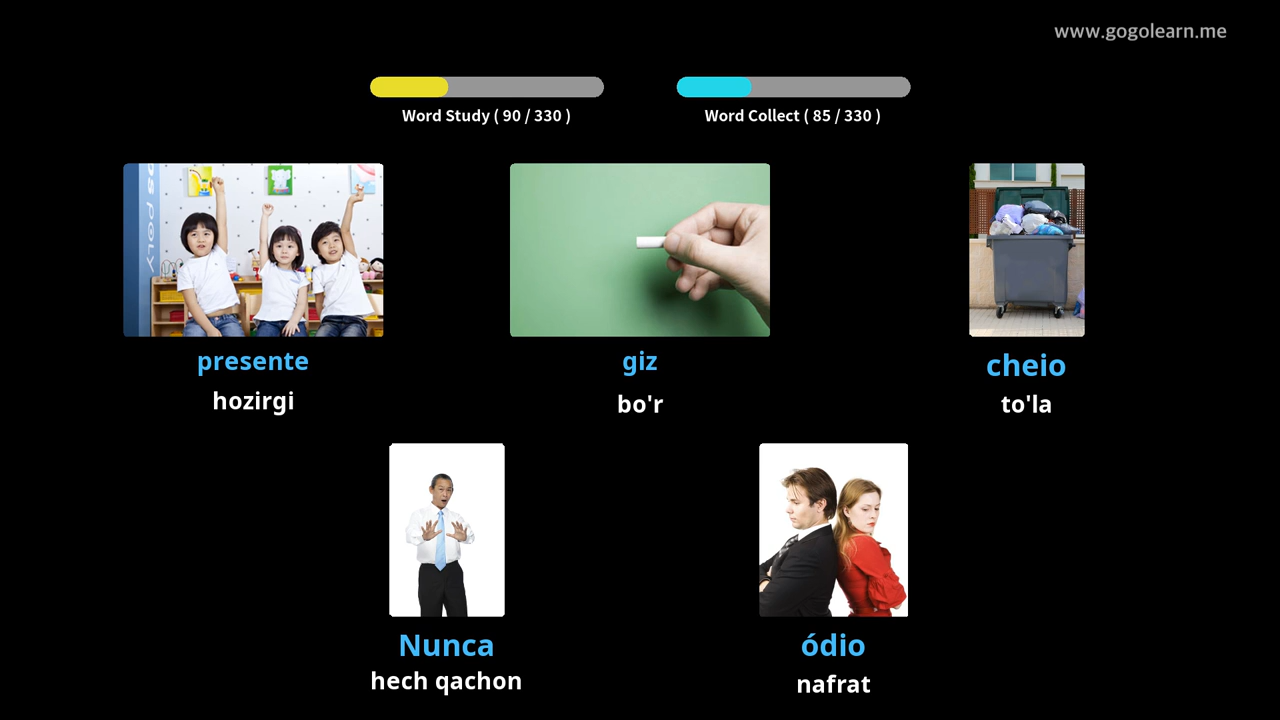 www.gogolearn.me
Word Study ( 90 / 330 )
Word Collect ( 85 / 330 )
presente
hozirgi
giz
bo'r
cheio
to'la
Nunca
hech qachon
ódio
nafrat